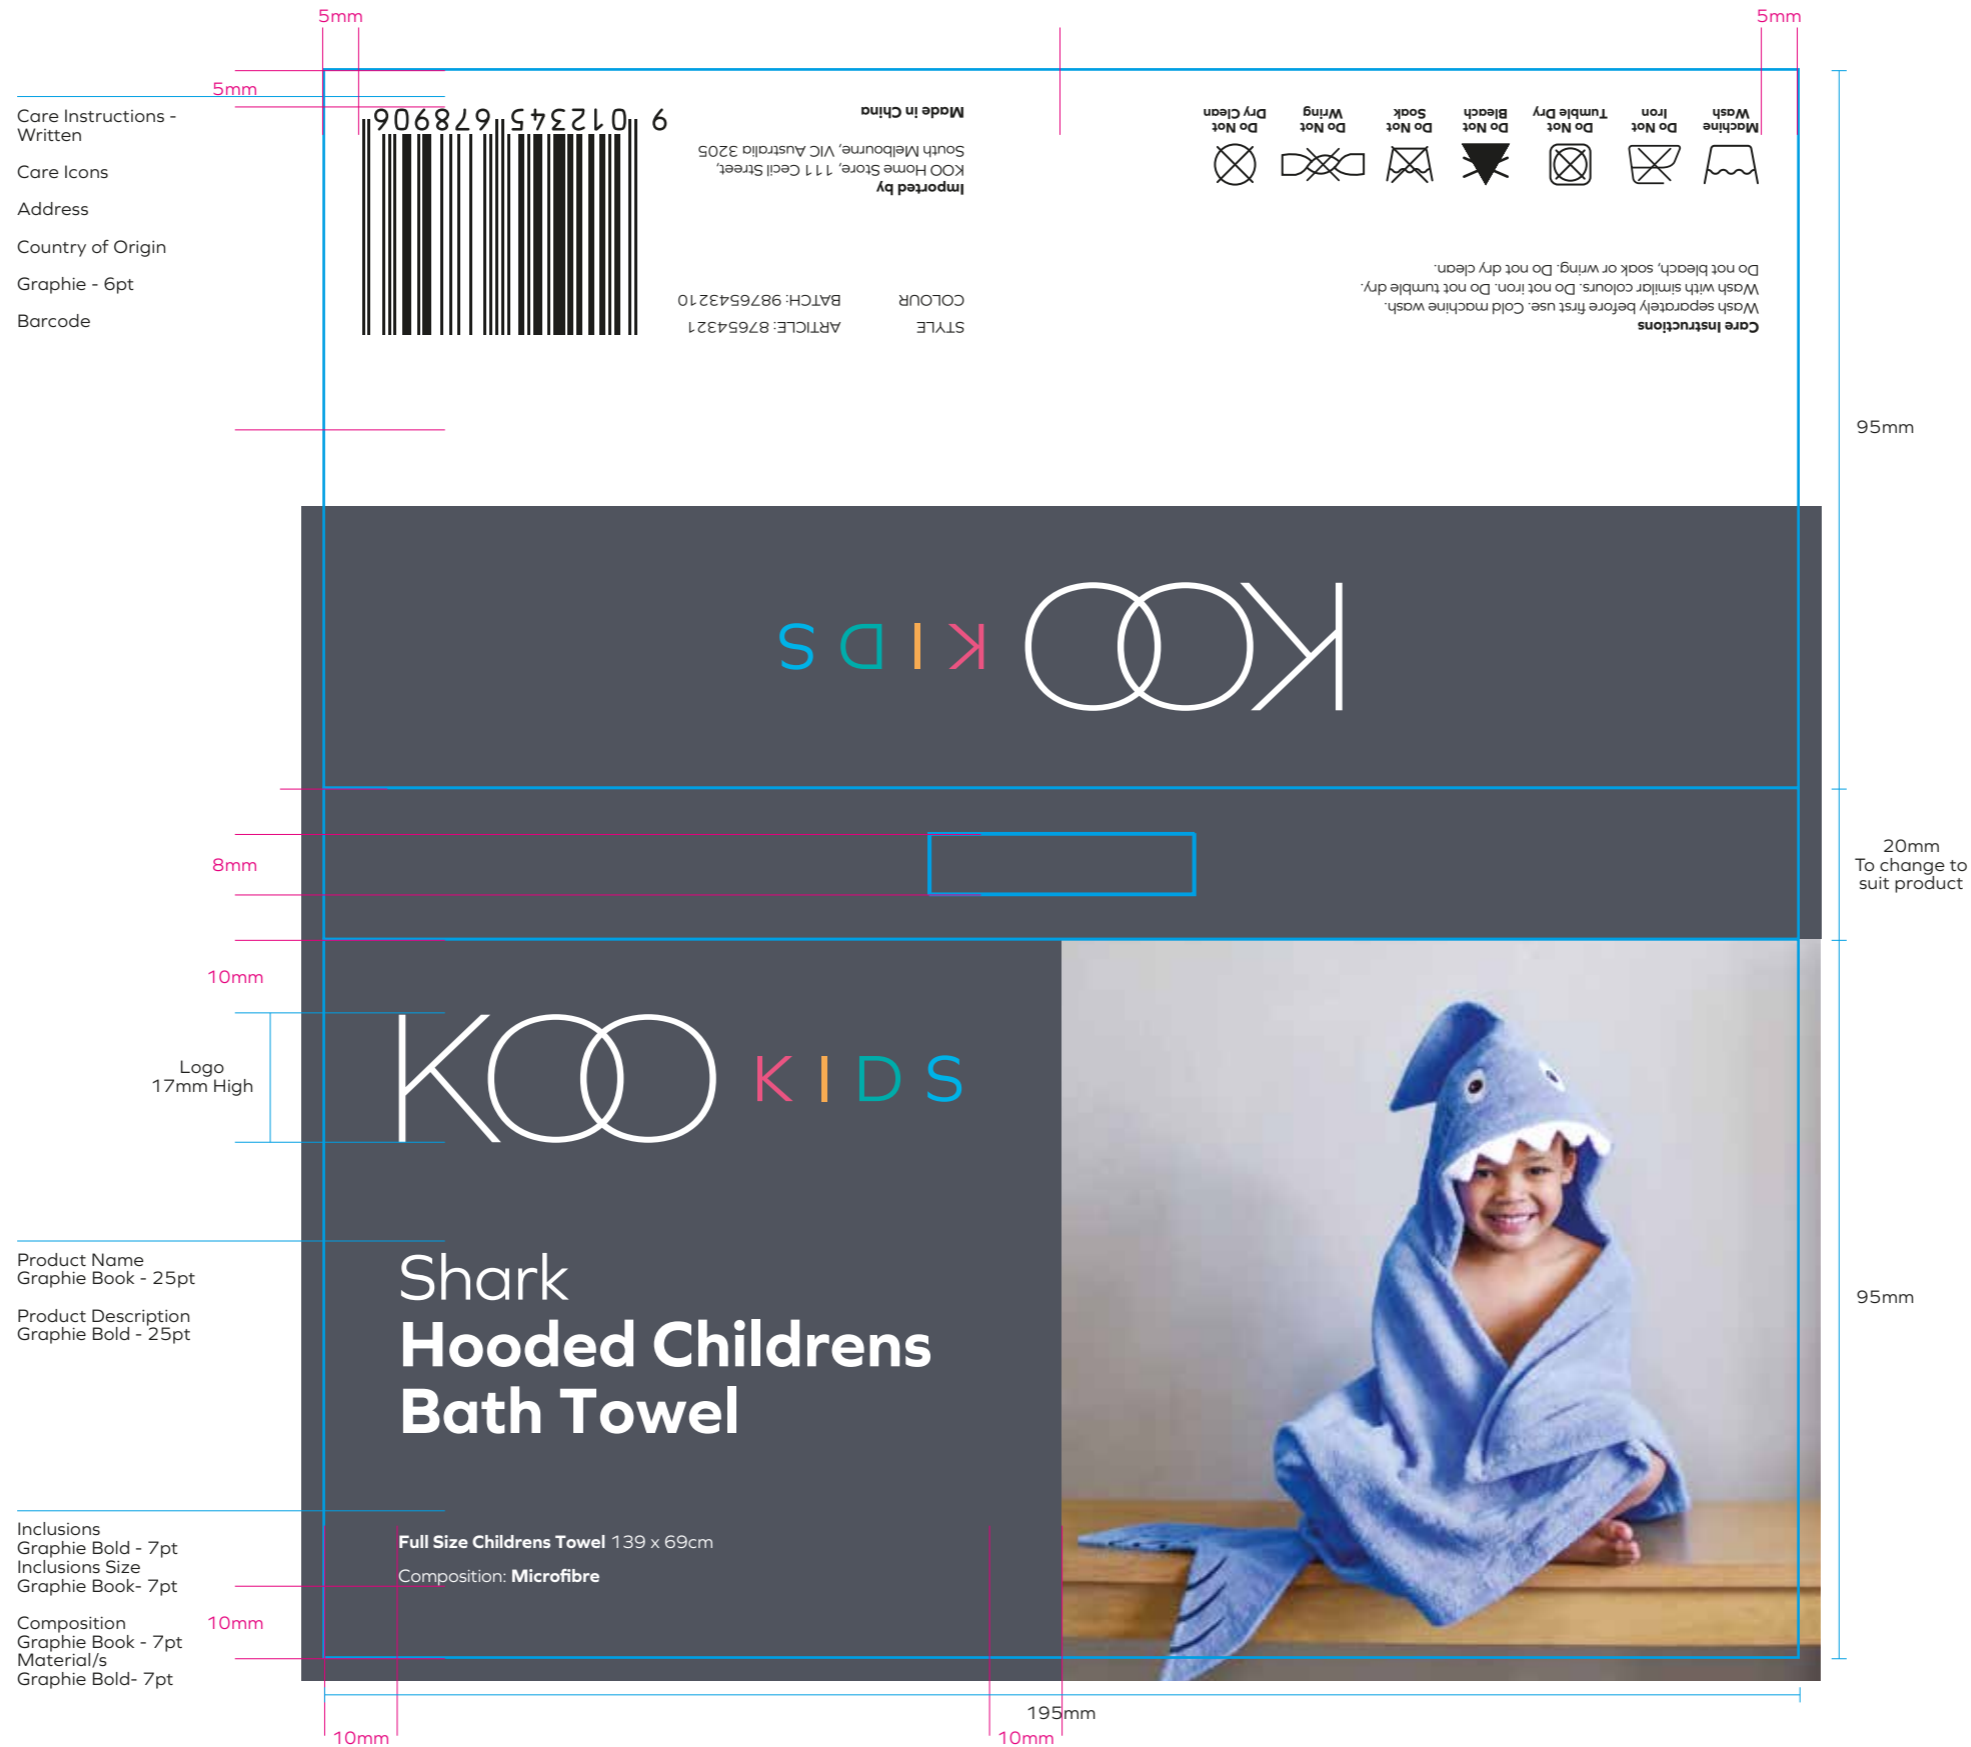 5mm
5mm
5mm
Care Instructions -
Written
Care Icons
Address
Country of Origin
Graphie - 6pt
Barcode
Care Instructions
Wash separately before first use. Cold machine wash.
Wash with similar colours. Do not iron. Do not tumble dry.
Do not bleach, soak or wring. Do not dry clean.
Machine
Wash
Do Not
Iron
Do Not
Tumble Dry
Do Not
Bleach
Do Not
Soak
Do Not
Wring
Do Not
Dry Clean
STYLE ARTICLE: 87654321
COLOUR BATCH: 9876543210
Imported by
KOO Home Store, 111 Cecil Street,
South Melbourne, VIC Australia 3205
Made in China
9 012345 678906
95mm
KOO KIDS
8mm
20mm
To change to
suit product
10mm
Logo
17mm High
KOO KIDS
Product Name
Graphie Book - 25pt
Product Description
Graphie Bold - 25pt
Shark
Hooded Childrens
Bath Towel
95mm
Inclusions
Graphie Bold - 7pt
Inclusions Size
Graphie Book- 7pt
Composition
Graphie Book - 7pt
Material/s
Graphie Bold- 7pt
10mm
Full Size Childrens Towel 139 x 69cm
Composition: Microfibre
195mm
10mm
10mm